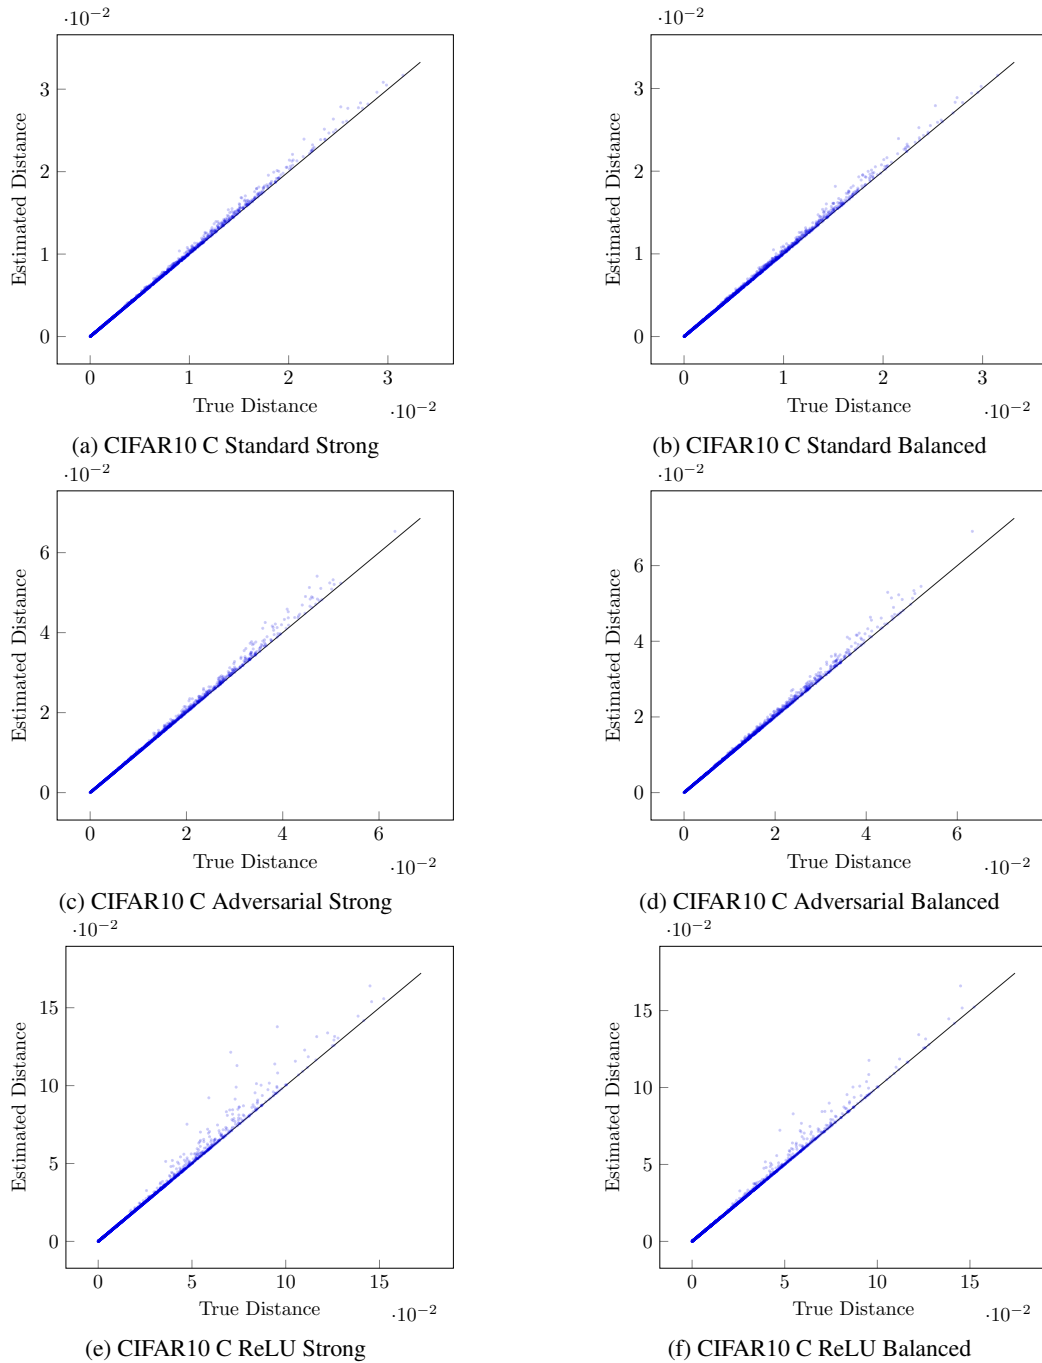 ·10⁻²
·10⁻²
Estimated Distance
3
2
1
0
0 1 2 3
True Distance
·10⁻²
(a) CIFAR10 C Standard Strong
Estimated Distance
3
2
1
0
0 1 2 3
True Distance
·10⁻²
(b) CIFAR10 C Standard Balanced
·10⁻²
·10⁻²
Estimated Distance
6
4
2
0
0 2 4 6
True Distance
·10⁻²
(c) CIFAR10 C Adversarial Strong
Estimated Distance
6
4
2
0
0 2 4 6
True Distance
·10⁻²
(d) CIFAR10 C Adversarial Balanced
·10⁻²
·10⁻²
Estimated Distance
15
10
5
0
0 5 10 15
True Distance
·10⁻²
(e) CIFAR10 C ReLU Strong
Estimated Distance
15
10
5
0
0 5 10 15
True Distance
·10⁻²
(f) CIFAR10 C ReLU Balanced